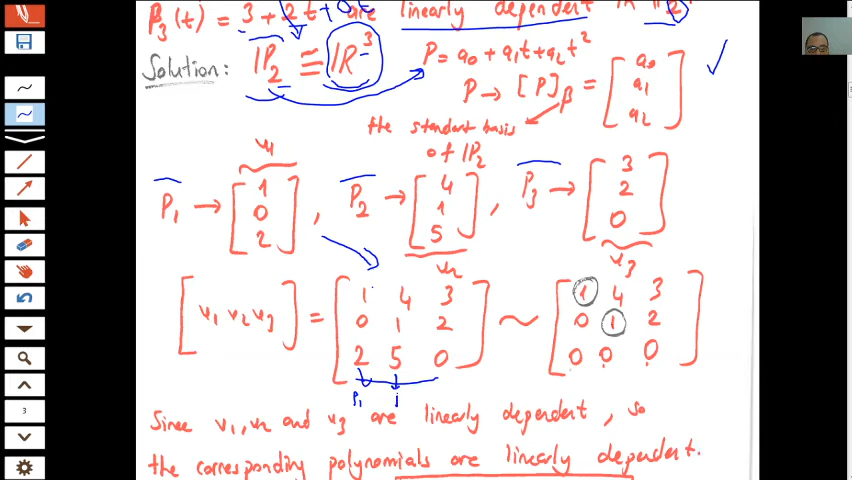 P₃(t) = 3 + 2t + 0t² are linearly dependent in IP₂
Solution: IP₂ ≅ IR³ P = a₀ + a₁t + a₂t²
P → [P]β = [a₀ a₁ a₂]
the standard basis
of IP₂
P₁ → [1 0 2], P₂ → [4 1 5], P₃ → [3 2 0]
v₁ v₂ v₃
[v₁ v₂ v₃] = [1 4 3
0 1 2
2 5 0] ~ [1 4 3
0 1 2
0 0 0]
P₁
Since v₁, v₂ and v₃ are linearly dependent, so
the corresponding polynomials are linearly dependent.
3